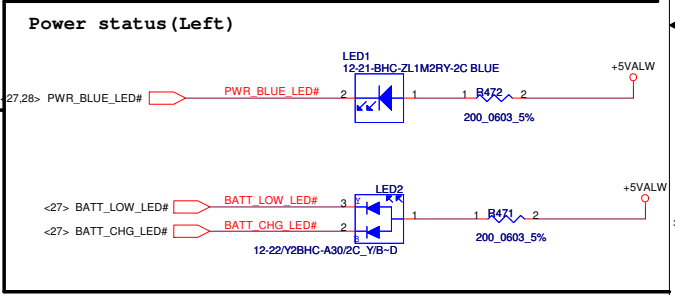 Power status(Left)
LED1
12-21-BHC-ZL1M2RY-2C BLUE
+5VALW
<27,28> PWR_BLUE_LED#
PWR_BLUE_LED#
2
1
1
R472
2
200_0603_5%
LED2
+5VALW
<27> BATT_LOW_LED#
BATT_LOW_LED#
3
Y
1
1
R471
2
<27> BATT_CHG_LED#
BATT_CHG_LED#
2
B
200_0603_5%
12-22/Y2BHC-A30/2C_Y/B~D